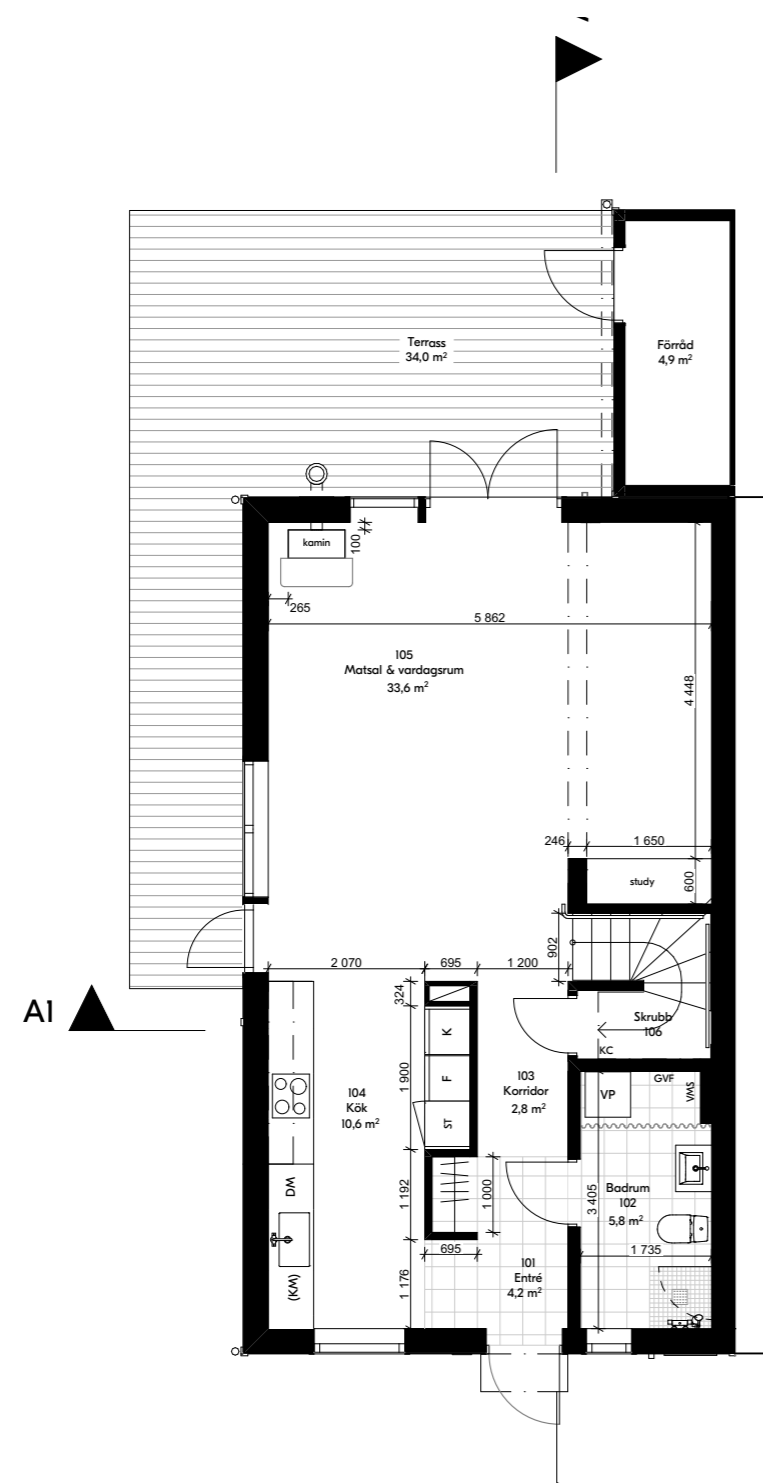 Terrass
34,0 m²
Förråd
4,9 m²
kamin
100
265
5 862
105
Matsal & vardagsrum
33,6 m²
4 448
246
1 650
study
600
902
2 070
695
1 200
324
A1
Skrubb
106
KC
K
F
ST
1 900
103
Korridor
2,8 m²
104
Kök
10,6 m²
VP
GVF
VMS
DM
(KM)
1 192
1 000
3 405
Badrum
102
5,8 m²
695
1 176
101
Entré
4,2 m²
1 735